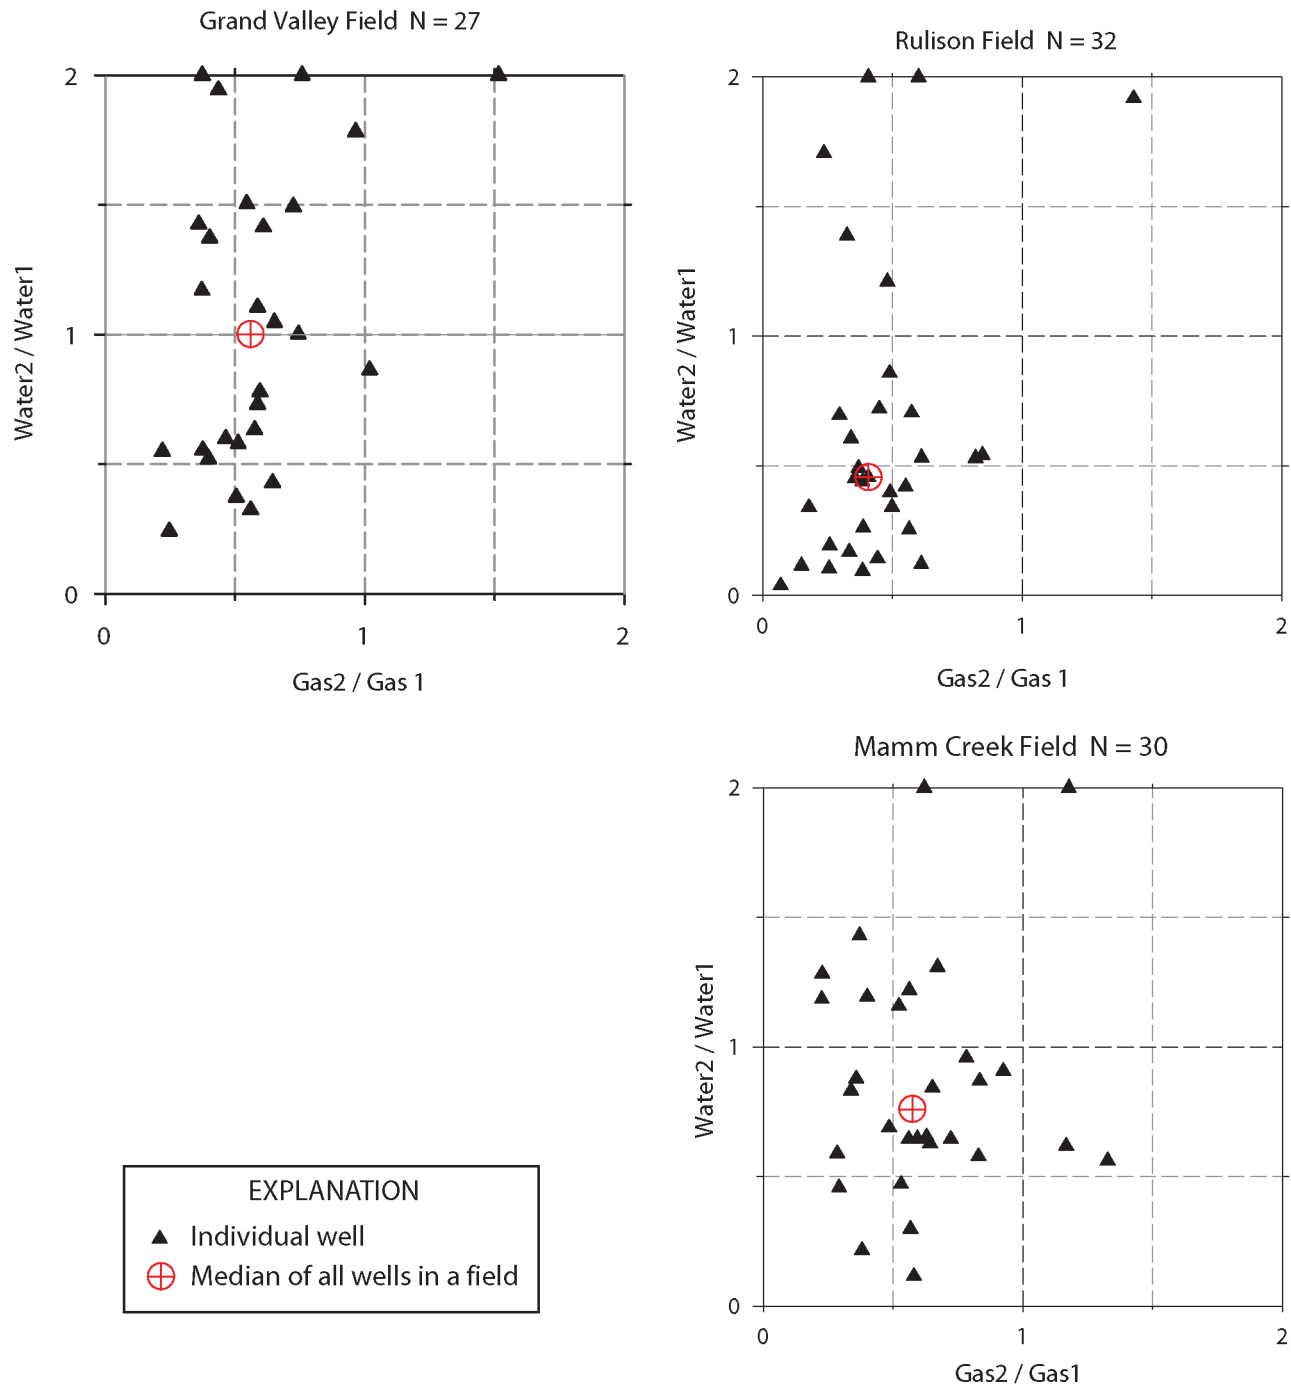 Grand Valley Field N = 27
2
1
0
0
1
2
Water2 / Water1
Gas2 / Gas 1
Rulison Field N = 32
2
1
0
0
1
2
Water2 / Water1
Gas2 / Gas 1
Mamm Creek Field N = 30
2
1
0
0
1
2
Water2 / Water1
Gas2 / Gas1
EXPLANATION
Individual well
Median of all wells in a field